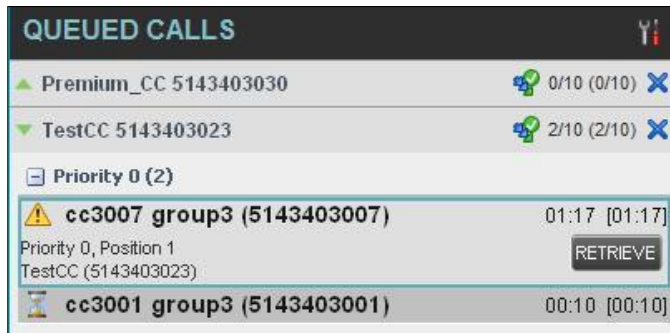 QUEUED CALLS
Premium_CC 5143403030 0/10 (0/10)
TestCC 5143403023 2/10 (2/10)
Priority 0 (2)
cc3007 group3 (5143403007) 01:17 [01:17]
Priority 0, Position 1 RETRIEVE
TestCC (5143403023)
cc3001 group3 (5143403001) 00:10 [00:10]